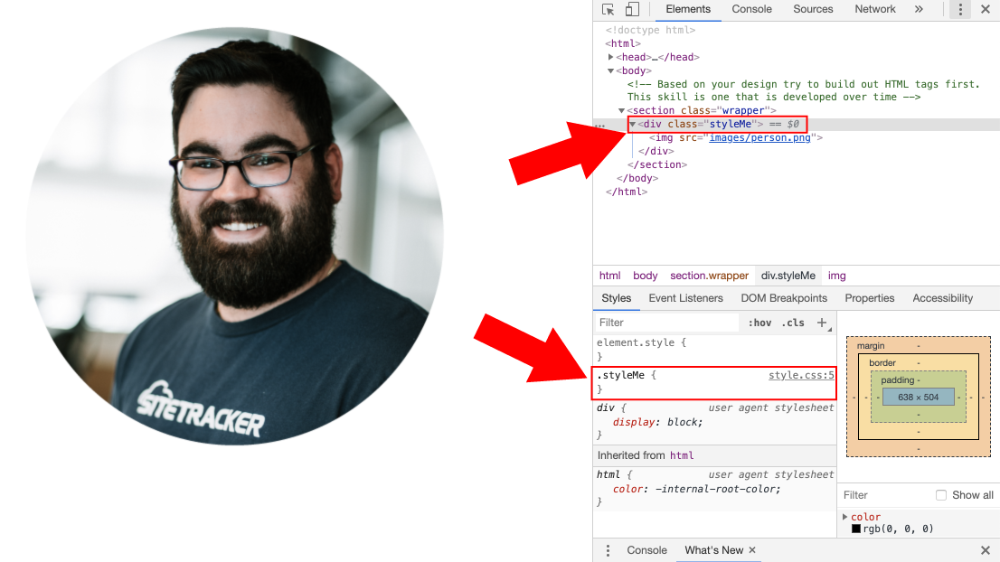 SITETRACKER
Elements Console Sources Network »
<!doctype html>
<html>
<head>…</head>
<body>
<!-- Based on your design try to build out HTML tags first.
This skill is one that is developed over time -->
<section class="wrapper">
… <div class="styleMe"> == $0
<img src="images/person.png">
</div>
</section>
</body>
</html>
html body section.wrapper div.styleMe img
Styles Event Listeners DOM Breakpoints Properties Accessibility
Filter :hov .cls +
element.style {
}
.styleMe { style.css:5
}
div { user agent stylesheet
display: block;
}
Inherited from html
html { user agent stylesheet
color: -internal-root-color;
}
margin -
border -
padding -
- - - 638 × 504 - - -
-
-
-
Filter Show all
color
rgb(0, 0, 0)
Console What's New ×